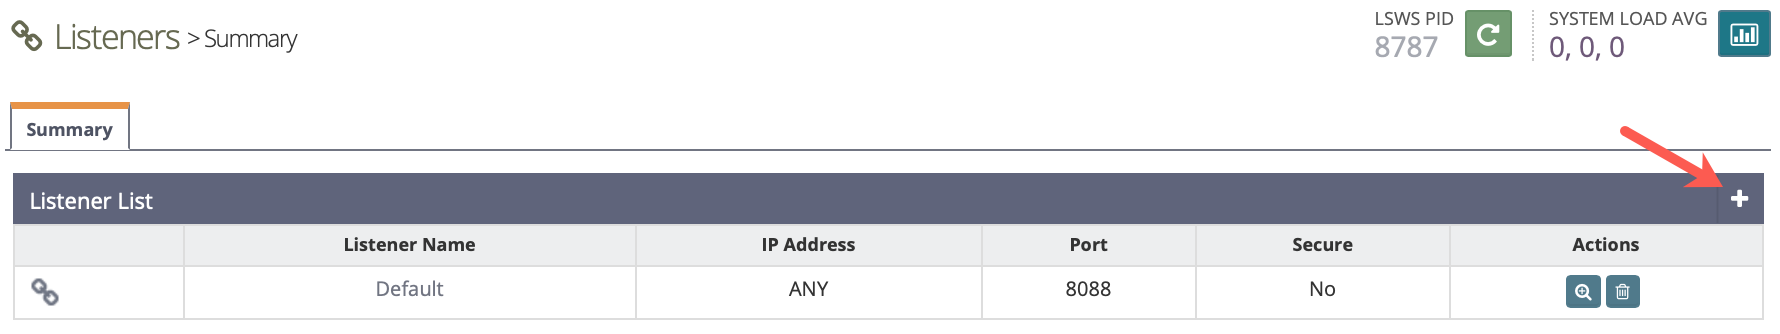 Listeners > Summary
LSWS PID
8787
SYSTEM LOAD AVG
0, 0, 0
Summary
Listener List
Listener Name IP Address Port Secure Actions
Default ANY 8088 No